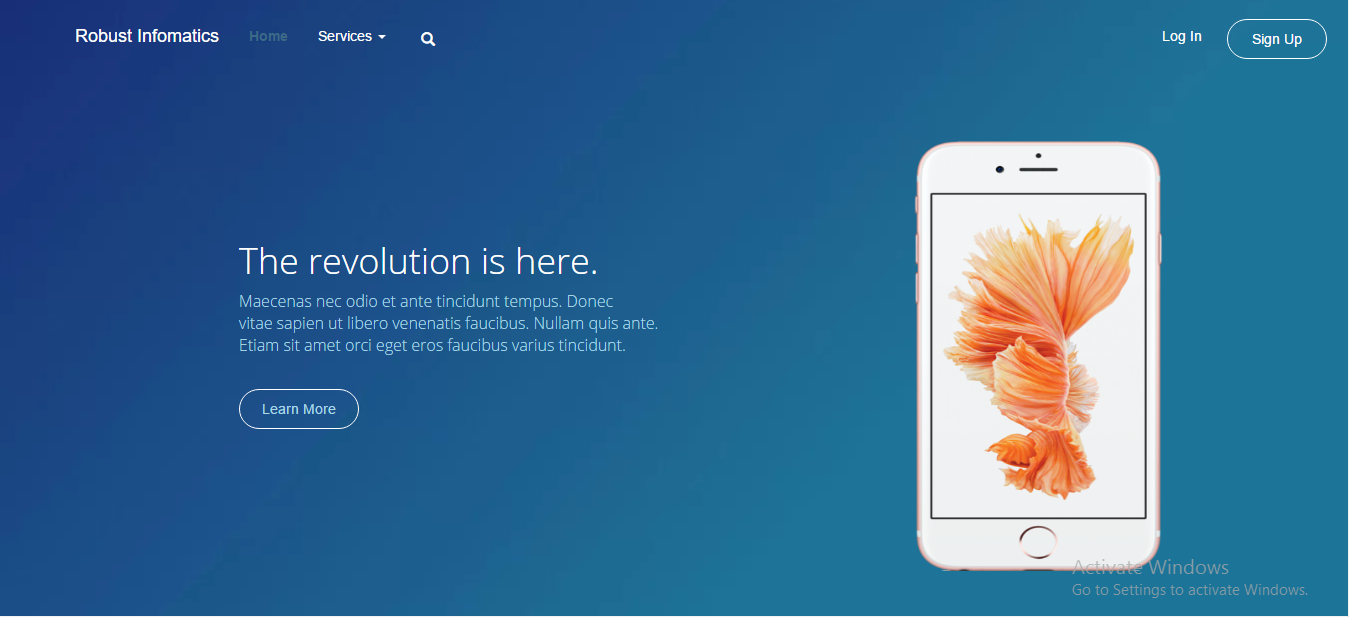 Robust Infomatics Home Services Log In Sign Up
The revolution is here.
Maecenas nec odio et ante tincidunt tempus. Donec
vitae sapien ut libero venenatis faucibus. Nullam quis ante.
Etiam sit amet orci eget eros faucibus varius tincidunt.
Learn More
Activate Windows
Go to Settings to activate Windows.